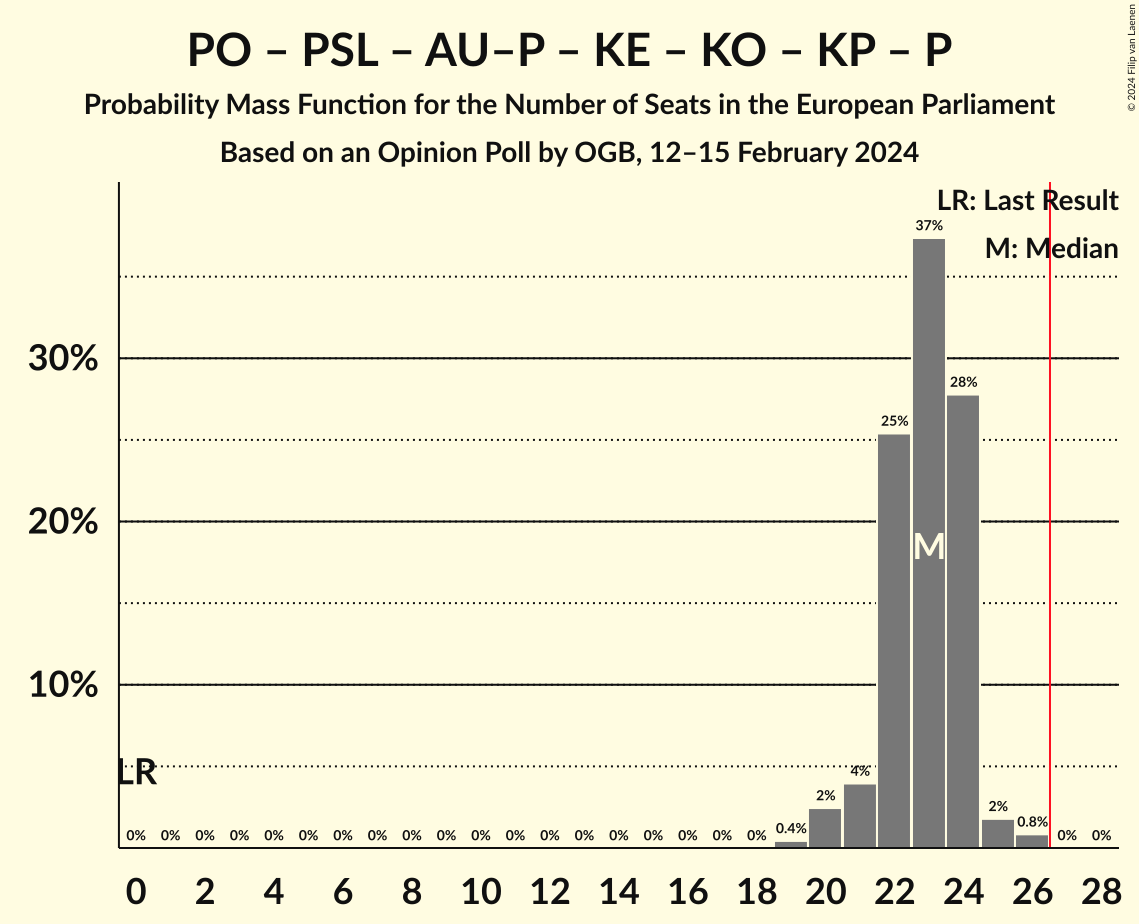 PO – PSL – AU–P – KE – KO – KP – P
Probability Mass Function for the Number of Seats in the European Parliament
Based on an Opinion Poll by OGB, 12–15 February 2024
© 2024 Filip van Laenen
LR: Last Result
M: Median
37%
30%
28%
25%
20%
M
10%
LR
4%
2%
2%
0.4%
0.8%
0% 0% 0% 0% 0% 0% 0% 0% 0% 0% 0% 0% 0% 0% 0% 0% 0% 0% 0% 0% 0%
0 2 4 6 8 10 12 14 16 18 20 22 24 26 28